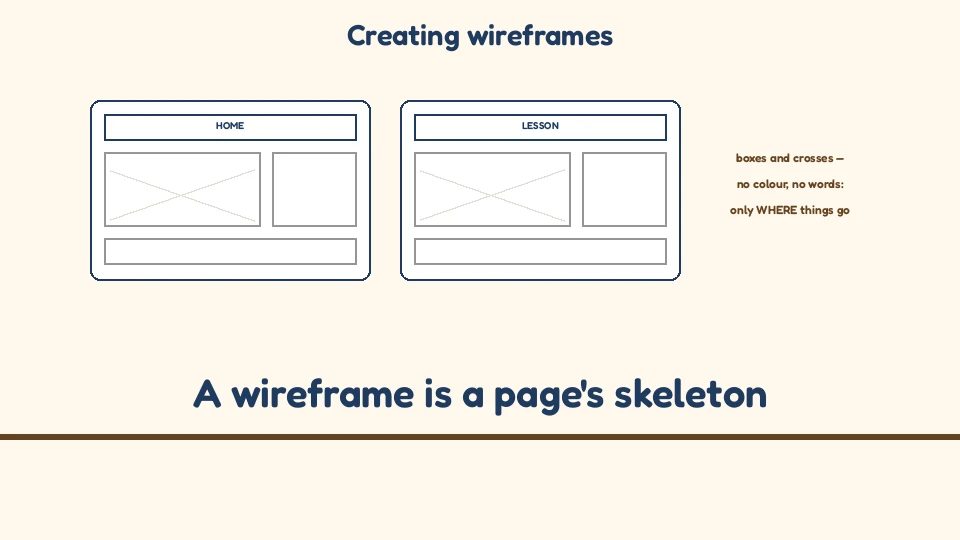 Creating wireframes
HOME
LESSON
boxes and crosses –
no colour, no words:
only WHERE things go
A wireframe is a page's skeleton